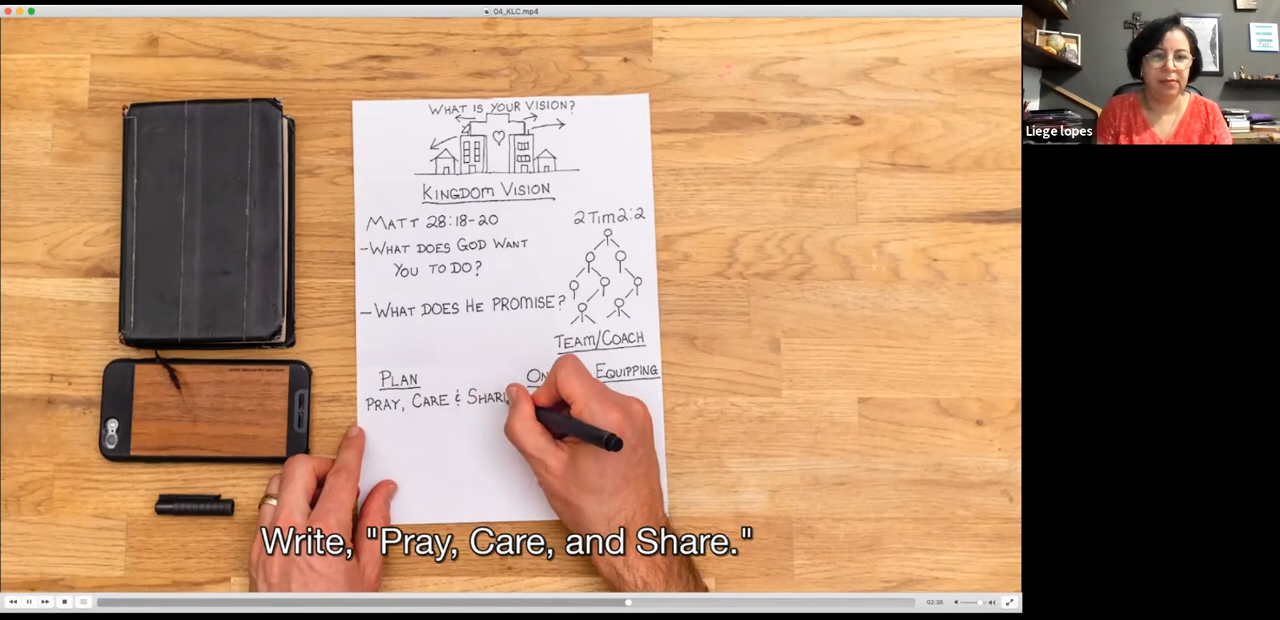 04_KLC.mp4
WHAT IS YOUR VISION?
KINGDOM VISION
MATT 28:18-20
2 TIM 2:2
-WHAT DOES GOD WANT
YOU TO DO?
-WHAT DOES HE PROMISE?
TEAM/COACH
PLAN
EQUIPPING
PRAY, CARE & SHAR
Write, "Pray, Care, and Share."
02:38
Liege lopes